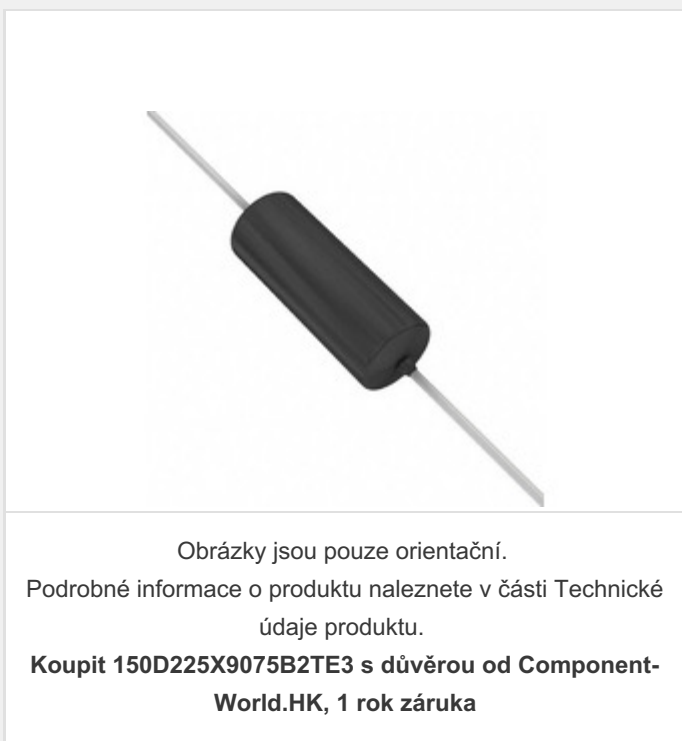 Obrázky jsou pouze orientační.
Podrobné informace o produktu naleznete v části Technické
údaje produktu.
Koupit 150D225X9075B2TE3 s důvěrou od Component-
World.HK, 1 rok záruka